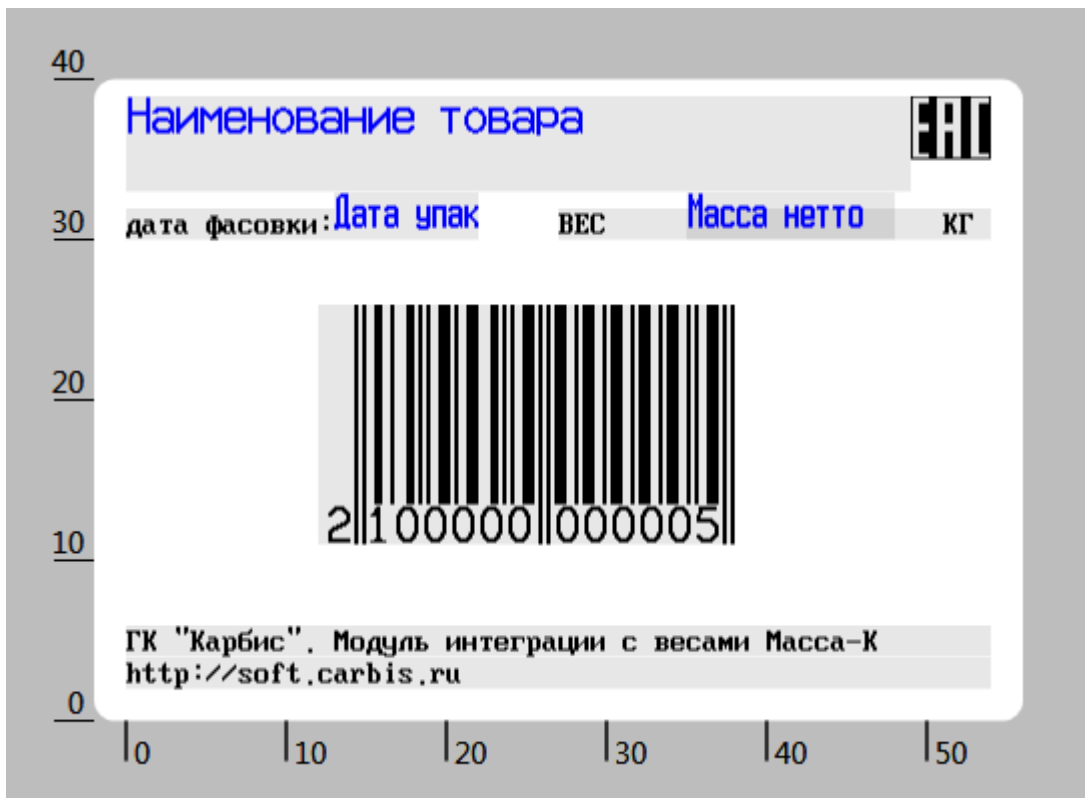 40
Наименование товара
EAC
30
дата фасовки:Дата упак ВЕС Масса нетто КГ
20
2 100000 000005
10
ГК "Карбис". Модуль интеграции с весами Масса-К
http://soft.carbis.ru
0
0 10 20 30 40 50